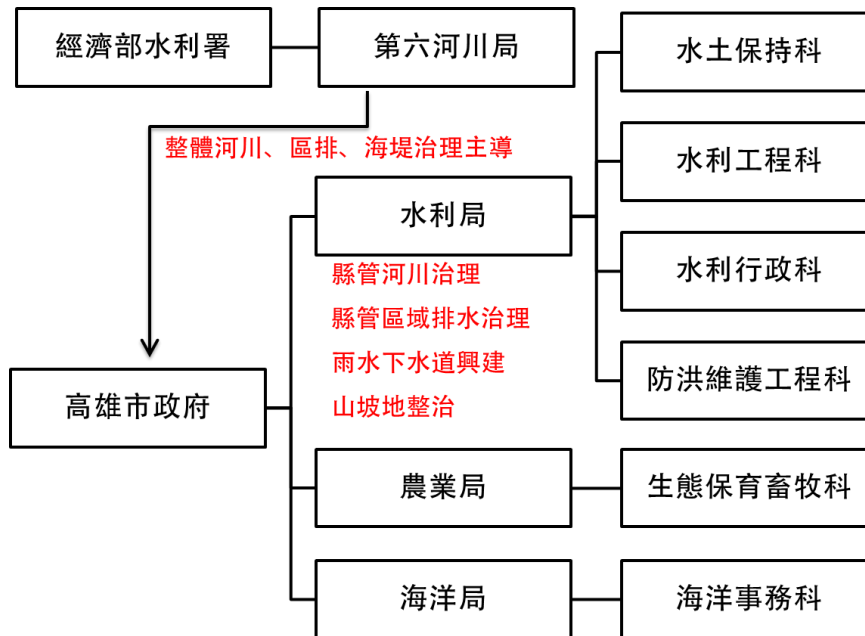 經濟部水利署
第六河川局
整體河川、區排、海堤治理主導
高雄市政府
水利局
縣管河川治理
縣管區域排水治理
雨水下水道興建
山坡地整治
農業局
海洋局
水土保持科
水利工程科
水利行政科
防洪維護工程科
生態保育畜牧科
海洋事務科